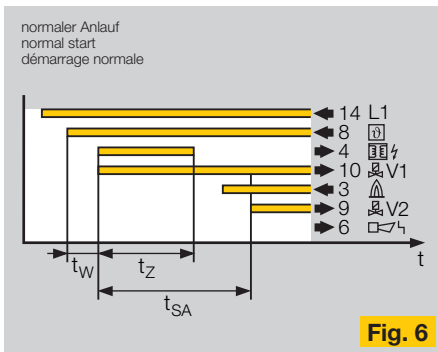 normaler Anlauf
normal start
démarrage normale
14 L1
8 ϑ
4
10 V1
3
9 V2
6
t
tW tZ
tSA
Fig. 6